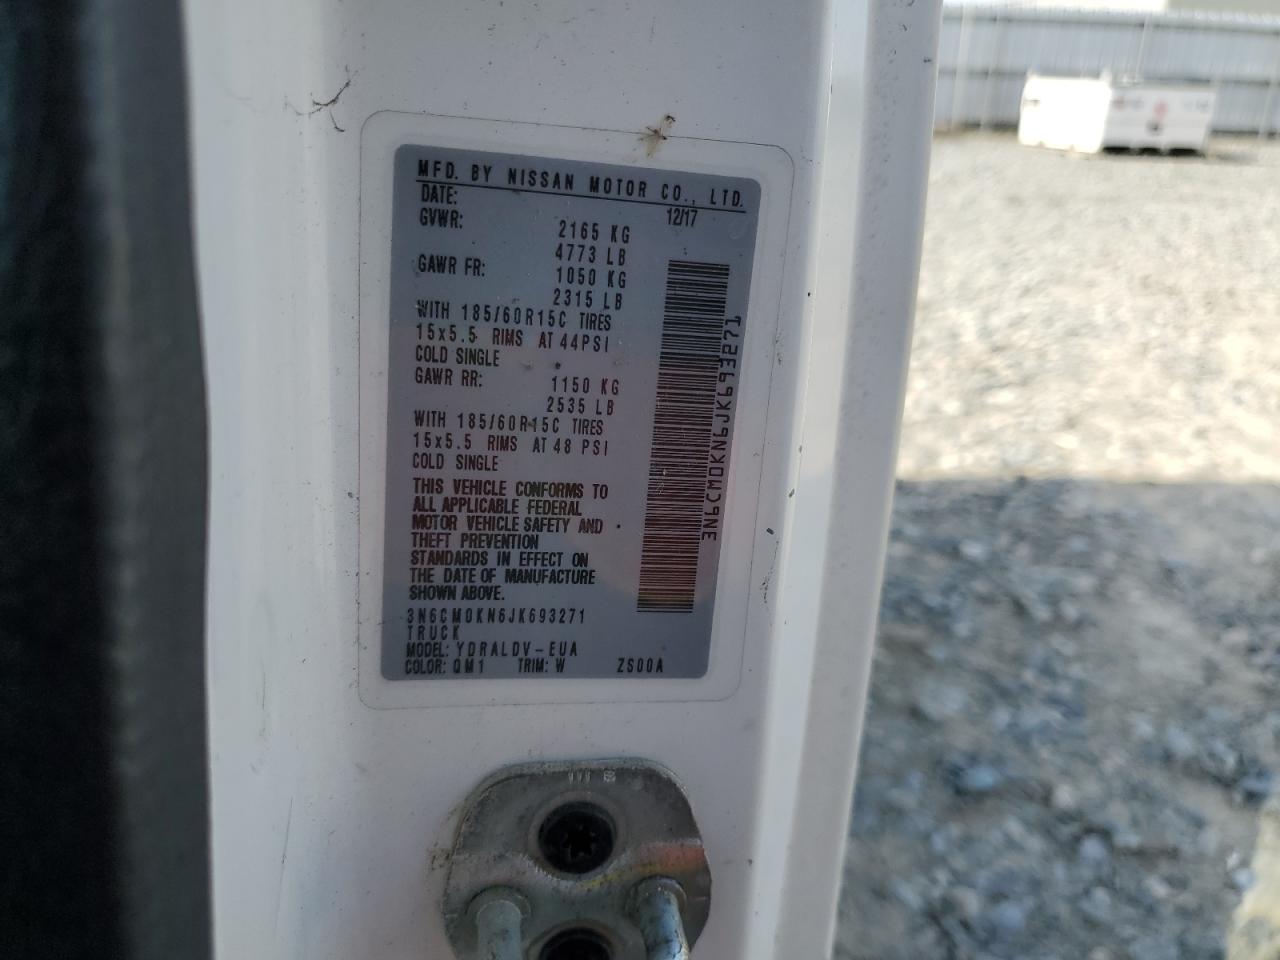 MFD. BY NISSAN MOTOR CO., LTD.
DATE: 12/17
GVWR: 2165 KG
4773 LB
GAWR FR: 1050 KG
2315 LB
WITH 185/60R15C TIRES
15x5.5 RIMS AT 44PSI
COLD SINGLE
GAWR RR: 1150 KG
2535 LB
WITH 185/60R15C TIRES
15x5.5 RIMS AT 48 PSI
COLD SINGLE
THIS VEHICLE CONFORMS TO
ALL APPLICABLE FEDERAL
MOTOR VEHICLE SAFETY AND
THEFT PREVENTION
STANDARDS IN EFFECT ON
THE DATE OF MANUFACTURE
SHOWN ABOVE.
3N6CM0KN6JK693271
TRUCK
MODEL: YDRALDV-EUA
COLOR: QM1 TRIM: W ZS00A
3N6CM0KN6JK693271